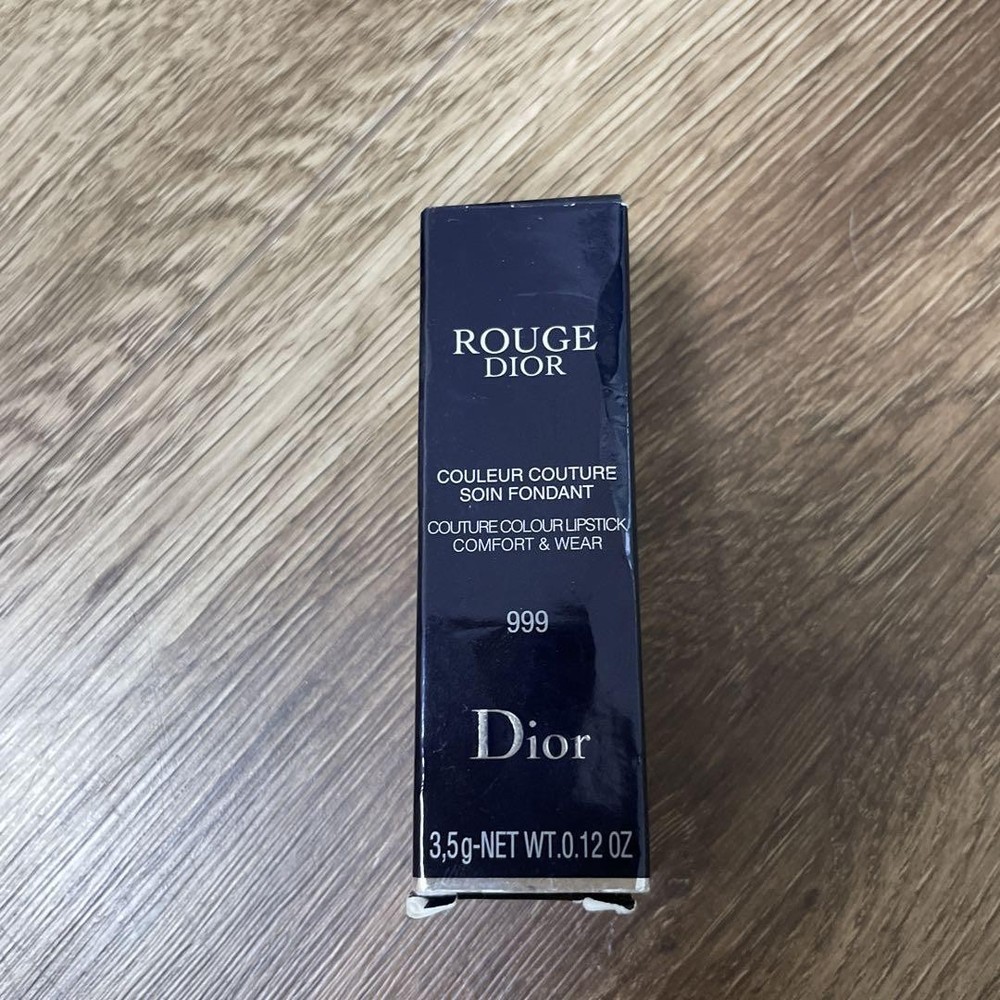 ROUGE
DIOR
COULEUR COUTURE
SOIN FONDANT
COUTURE COLOUR LIPSTICK
COMFORT & WEAR
999
Dior
3,5g-NET WT.0.12 OZ